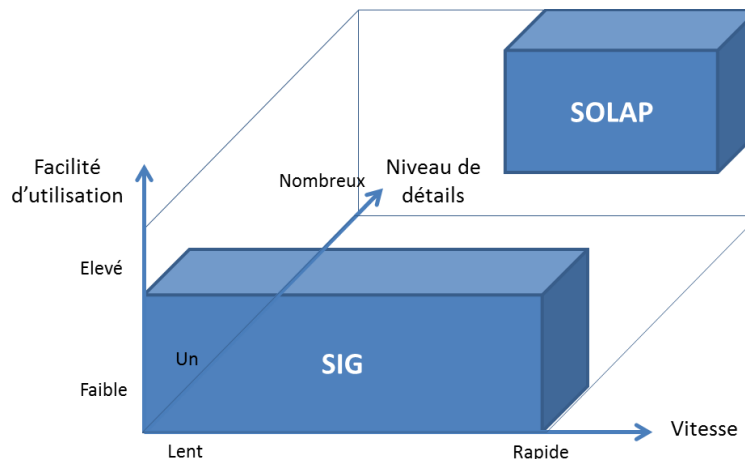 SOLAP
Facilité
d'utilisation
Nombreux
Niveau de
détails
Elevé
Un
SIG
Faible
Vitesse
Lent
Rapide